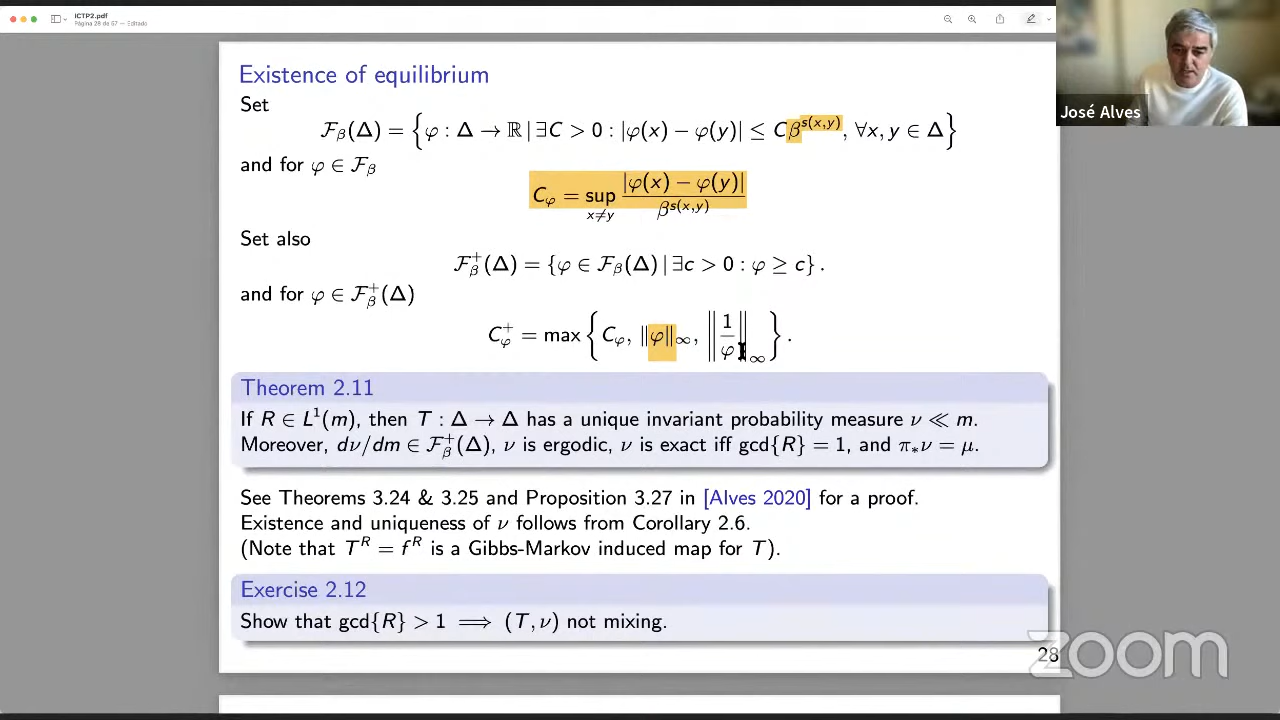 ICTP2.pdf
Página 28 de 57 — Editado
José Alves
Existence of equilibrium
Set
F_β(Δ) = {φ : Δ → ℝ | ∃C > 0 : |φ(x) − φ(y)| ≤ Cβ^{s(x,y)}, ∀x, y ∈ Δ}
and for φ ∈ F_β
C_φ = sup_{x≠y} |φ(x) − φ(y)| / β^{s(x,y)}
Set also
F_β^+(Δ) = {φ ∈ F_β(Δ) | ∃c > 0 : φ ≥ c} .
and for φ ∈ F_β^+(Δ)
C_φ^+ = max { C_φ, ‖φ‖_∞, ‖1/φ‖_∞ } .
Theorem 2.11
If R ∈ L^1(m), then T : Δ → Δ has a unique invariant probability measure ν ≪ m.
Moreover, dν/dm ∈ F_β^+(Δ), ν is ergodic, ν is exact iff gcd{R} = 1, and π_*ν = μ.
See Theorems 3.24 & 3.25 and Proposition 3.27 in [Alves 2020] for a proof.
Existence and uniqueness of ν follows from Corollary 2.6.
(Note that T^R = f^R is a Gibbs-Markov induced map for T).
Exercise 2.12
Show that gcd{R} > 1 ⟹ (T, ν) not mixing.
28
zoom